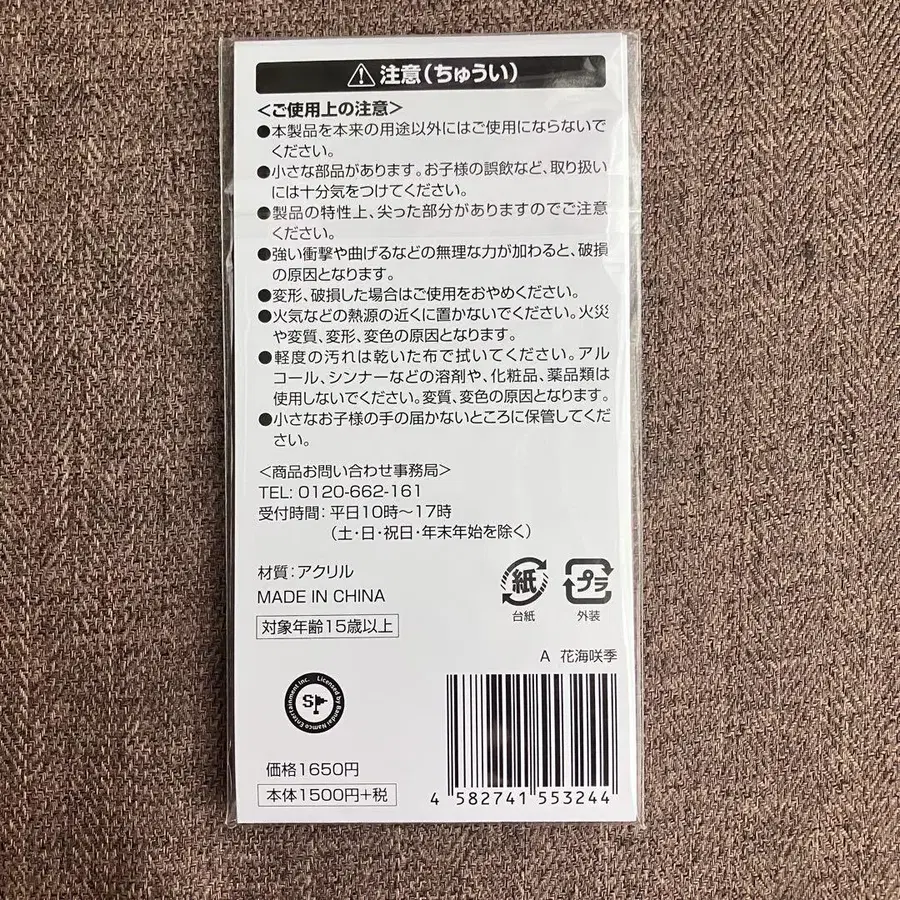 注意(ちゅうい)
<ご使用上の注意>
●本製品を本来の用途以外にはご使用にならないで
ください。
●小さな部品があります。お子様の誤飲など、取り扱い
には十分気をつけてください。
●製品の特性上、尖った部分がありますのでご注意
ください。
●強い衝撃や曲げるなどの無理な力が加わると、破損
の原因となります。
●変形、破損した場合はご使用をおやめください。
●火気などの熱源の近くに置かないでください。火災
や変質、変形、変色の原因となります。
●軽度の汚れは乾いた布で拭いてください。アル
コール、シンナーなどの溶剤や、化粧品、薬品類は
使用しないでください。変質、変色の原因となります。
●小さなお子様の手の届かないところに保管してくだ
さい。
<商品お問い合わせ事務局>
TEL: 0120-662-161
受付時間：平日10時〜17時
(土・日・祝日・年末年始を除く)
材質：アクリル
MADE IN CHINA
対象年齢15歳以上
紙
台紙
プラ
外装
A 花海咲季
Licensed by Bandai Namco Entertainment Inc.
SP
価格1650円
本体1500円+税
4 582741 553244